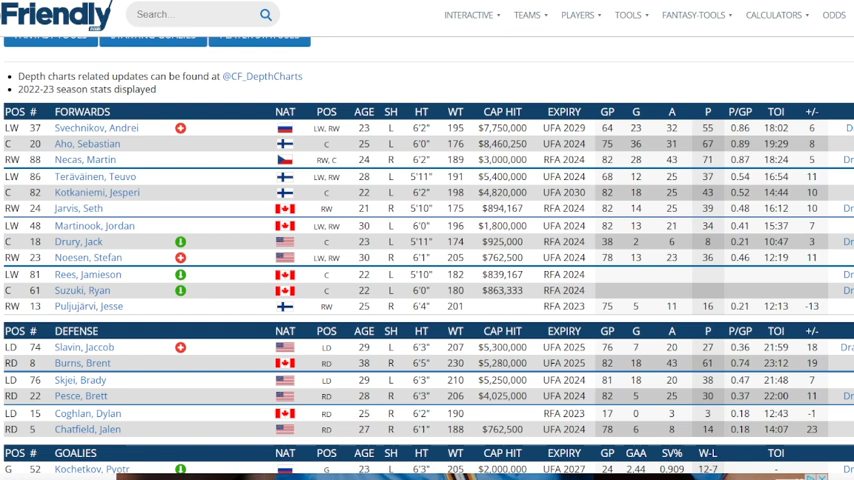 Friendly
Search...
INTERACTIVE TEAMS PLAYERS TOOLS FANTASY-TOOLS CALCULATORS ODDS
Depth charts related updates can be found at @CF_DepthCharts
2022-23 season stats displayed
POS # FORWARDS NAT POS AGE SH HT WT CAP HIT EXPIRY GP G A P P/GP TOI +/-
LW 37 Svechnikov, Andrei LW, RW 23 L 6'2" 195 $7,750,000 UFA 2029 64 23 32 55 0.86 18:02 6
C 20 Aho, Sebastian C 25 L 6'0" 176 $8,460,250 UFA 2024 75 36 31 67 0.89 19:29 8
RW 88 Necas, Martin RW, C 24 R 6'2" 189 $3,000,000 RFA 2024 82 28 43 71 0.87 18:24 5
LW 86 Teräväinen, Teuvo LW, RW 28 L 5'11" 191 $5,400,000 UFA 2024 68 12 25 37 0.54 16:54 11
C 82 Kotkaniemi, Jesperi C 22 L 6'2" 198 $4,820,000 UFA 2030 82 18 25 43 0.52 14:44 10
RW 24 Jarvis, Seth RW 21 R 5'10" 175 $894,167 RFA 2024 82 14 25 39 0.48 16:12 10
LW 48 Martinook, Jordan LW, RW 30 L 6'0" 196 $1,800,000 UFA 2024 82 13 21 34 0.41 15:37 7
C 18 Drury, Jack C 23 L 5'11" 174 $925,000 RFA 2024 38 2 6 8 0.21 10:47 3
RW 23 Noesen, Stefan LW, RW 30 R 6'1" 205 $762,500 UFA 2024 78 13 23 36 0.46 12:19 11
LW 81 Rees, Jamieson LW, C 22 L 5'10" 182 $839,167 RFA 2024
C 61 Suzuki, Ryan C 22 L 6'0" 180 $863,333 RFA 2024
RW 13 Puljujärvi, Jesse RW 25 R 6'4" 201 RFA 2023 75 5 11 16 0.21 12:13 -13
POS # DEFENSE NAT POS AGE SH HT WT CAP HIT EXPIRY GP G A P P/GP TOI +/-
LD 74 Slavin, Jaccob LD 29 L 6'3" 207 $5,300,000 UFA 2025 76 7 20 27 0.36 21:59 18
RD 8 Burns, Brent RD 38 R 6'5" 230 $5,280,000 UFA 2025 82 18 43 61 0.74 23:12 19
LD 76 Skjei, Brady LD 29 L 6'3" 210 $5,250,000 UFA 2024 81 18 20 38 0.47 21:48 7
RD 22 Pesce, Brett RD 28 R 6'3" 206 $4,025,000 UFA 2024 82 5 25 30 0.37 22:00 11
LD 15 Coghlan, Dylan RD 25 R 6'2" 190 RFA 2023 17 0 3 3 0.18 12:43 -1
RD 5 Chatfield, Jalen RD 27 R 6'1" 188 $762,500 UFA 2024 78 6 8 14 0.18 14:07 23
POS # GOALIES NAT POS AGE SH HT WT CAP HIT EXPIRY GP GAA SV% W-L TOI
G 52 Kochetkov, Pyotr G 23 L 6'3" 205 $2,000,000 UFA 2027 24 2.44 0.909 12-7 -